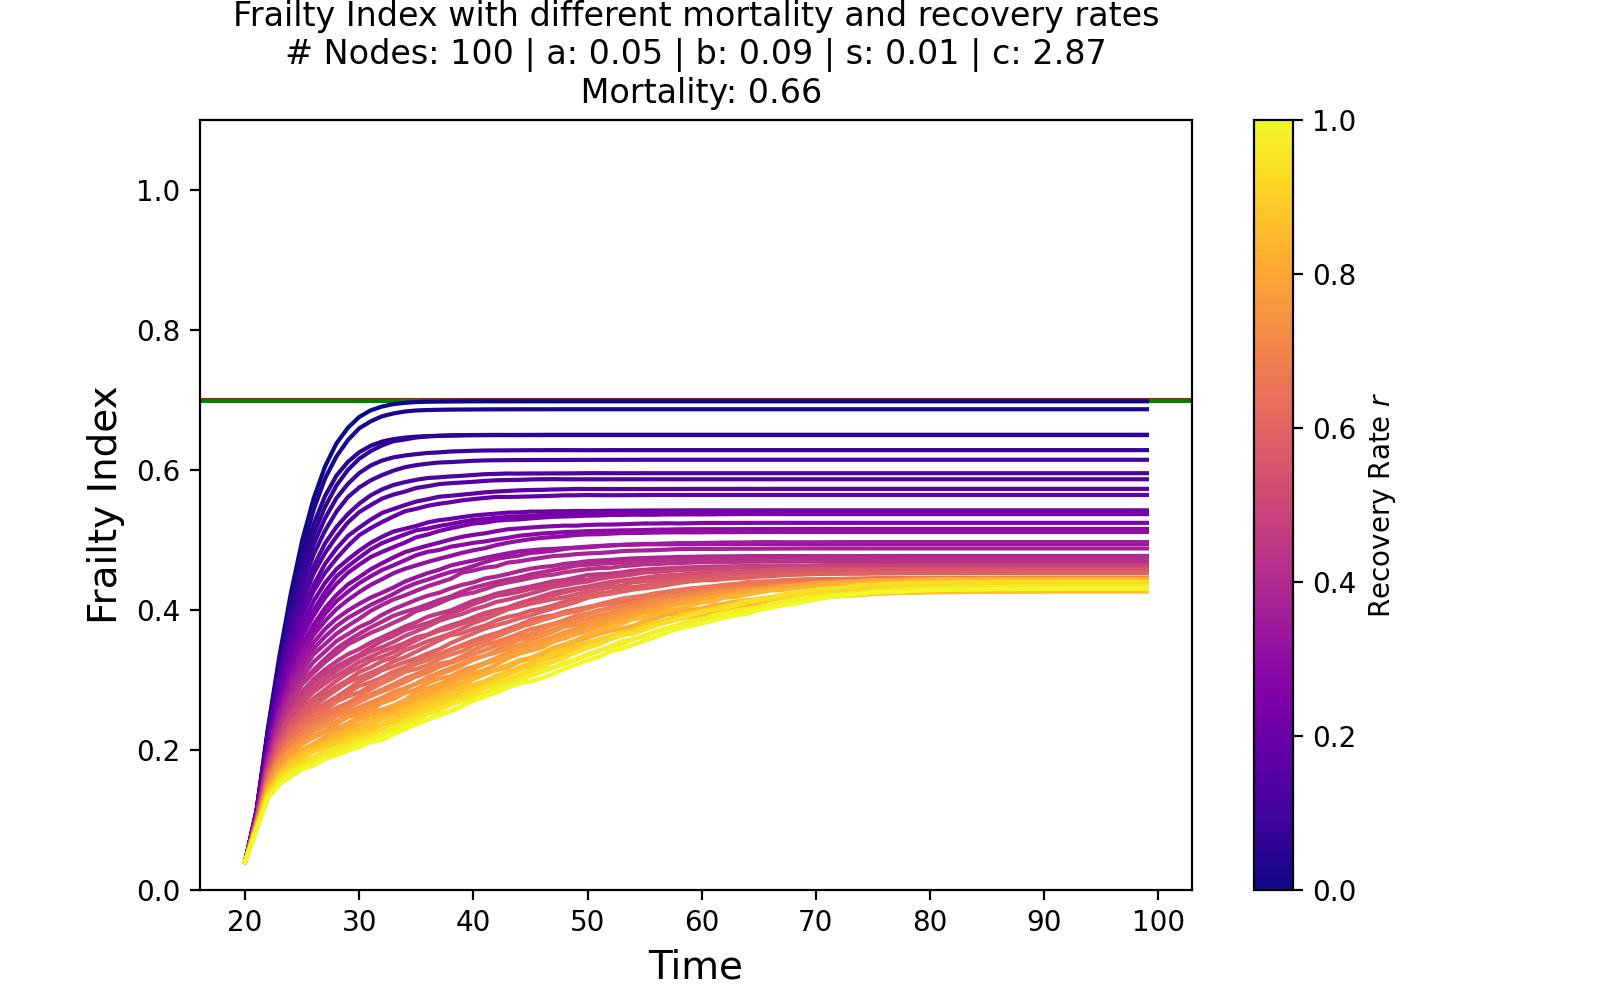 Frailty Index with different mortality and recovery rates
# Nodes: 100 | a: 0.05 | b: 0.09 | s: 0.01 | c: 2.87
Mortality: 0.66
1.0
0.8
0.6
0.4
0.2
0.0
Frailty Index
20 30 40 50 60 70 80 90 100
Time
1.0
0.8
0.6
0.4
0.2
0.0
Recovery Rate r